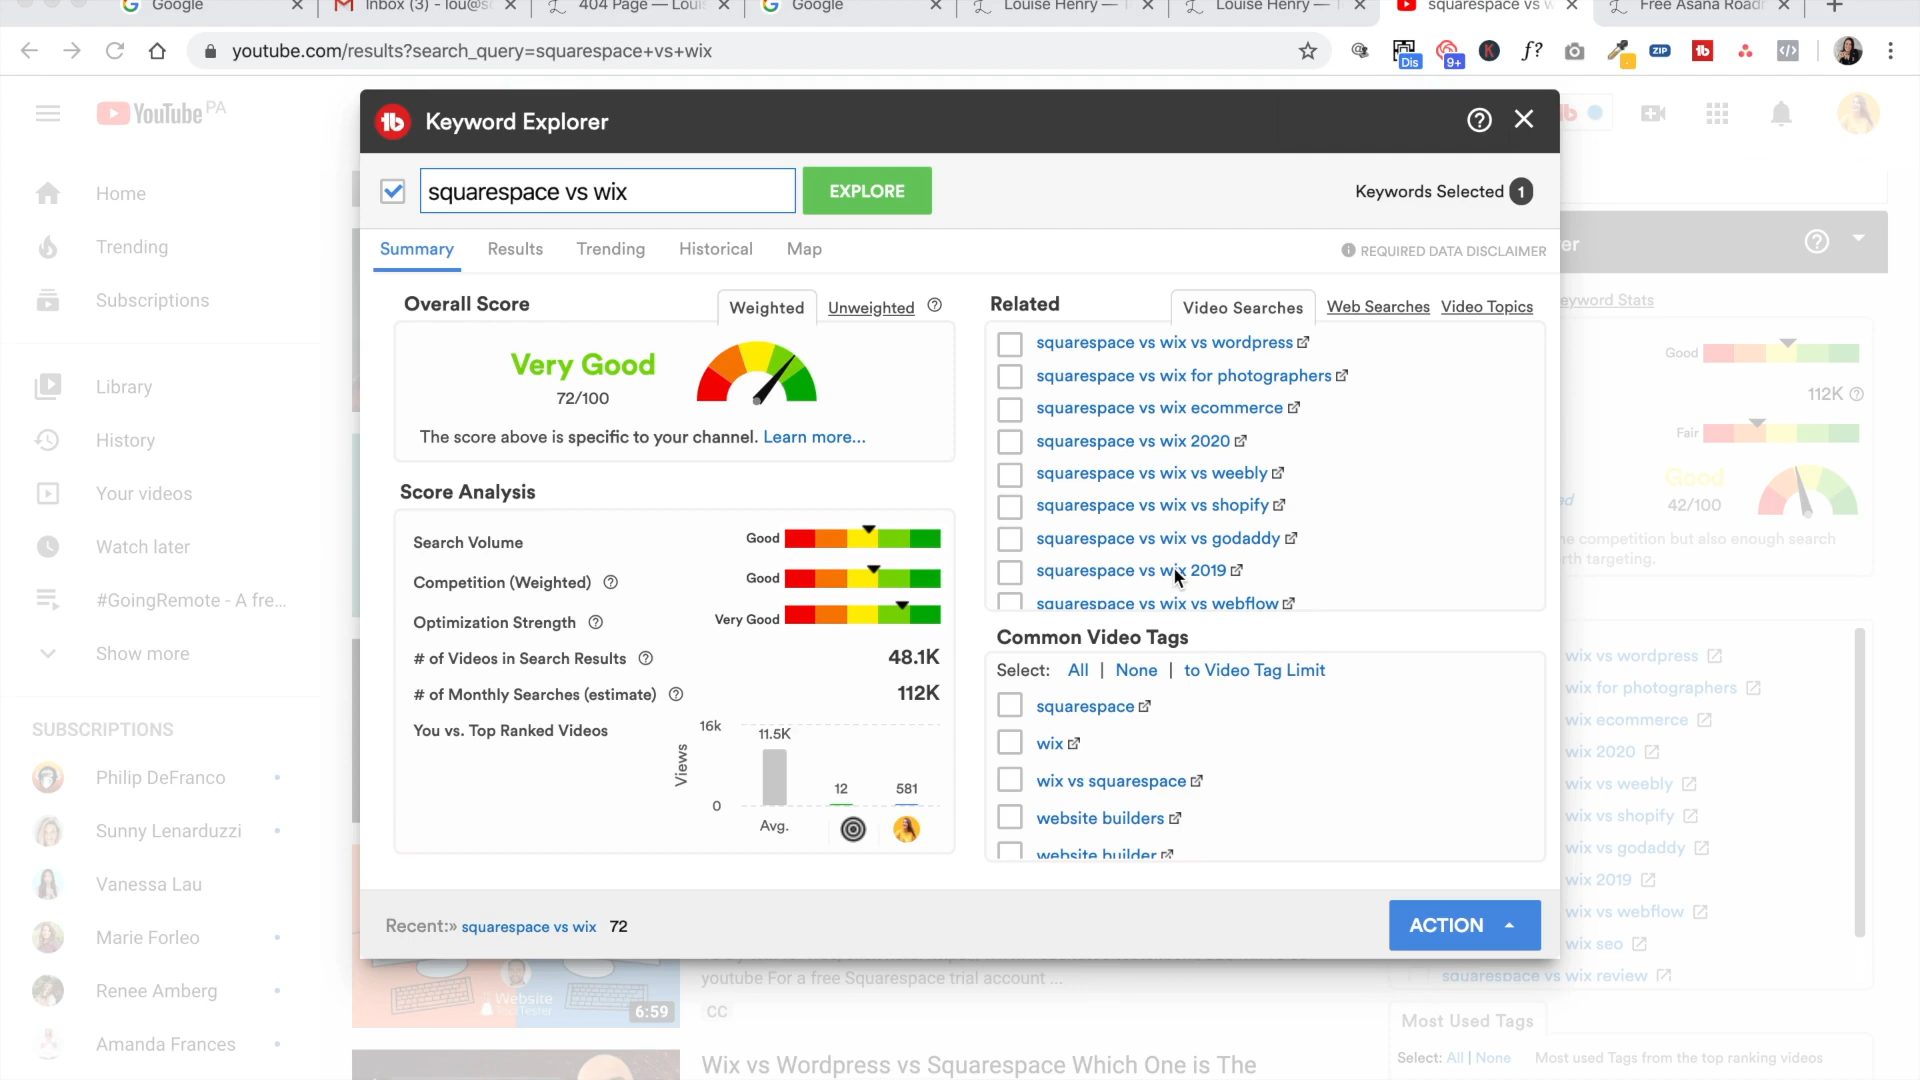 Google
Inbox (3) - lou@s
404 Page — Louis
Google
Louise Henry —
Louise Henry —
squarespace vs w
Free Asana Road
youtube.com/results?search_query=squarespace+vs+wix
Dis
9+
K
f?
ZIP
YouTube PA
Home
Trending
Subscriptions
Library
History
Your videos
Watch later
#GoingRemote - A fre...
Show more
SUBSCRIPTIONS
Philip DeFranco
Sunny Lenarduzzi
Vanessa Lau
Marie Forleo
Renee Amberg
Amanda Frances
Keyword Explorer
squarespace vs wix
EXPLORE
Keywords Selected 1
Summary
Results
Trending
Historical
Map
REQUIRED DATA DISCLAIMER
Overall Score
Weighted
Unweighted
Very Good
72/100
The score above is specific to your channel. Learn more...
Score Analysis
Search Volume
Good
Competition (Weighted)
Good
Optimization Strength
Very Good
# of Videos in Search Results
48.1K
# of Monthly Searches (estimate)
112K
You vs. Top Ranked Videos
16k
Views
0
11.5K
12
581
Avg.
Related
Video Searches
Web Searches
Video Topics
squarespace vs wix vs wordpress
squarespace vs wix for photographers
squarespace vs wix ecommerce
squarespace vs wix 2020
squarespace vs wix vs weebly
squarespace vs wix vs shopify
squarespace vs wix vs godaddy
squarespace vs wix 2019
squarespace vs wix vs webflow
Common Video Tags
Select: All | None | to Video Tag Limit
squarespace
wix
wix vs squarespace
website builders
website builder
Recent:» squarespace vs wix 72
ACTION
Good
112K
Fair
Good
42/100
competition but also enough search
targeting.
wix vs wordpress
wix for photographers
wix ecommerce
wix 2020
wix vs weebly
wix vs shopify
wix vs godaddy
wix 2019
wix vs webflow
wix seo
squarespace vs wix review
Most Used Tags
Select: All | None
Most used Tags from the top ranking videos
Website
6:59
youtube For a free Squarespace trial account ...
CC
Wix vs Wordpress vs Squarespace Which One is The